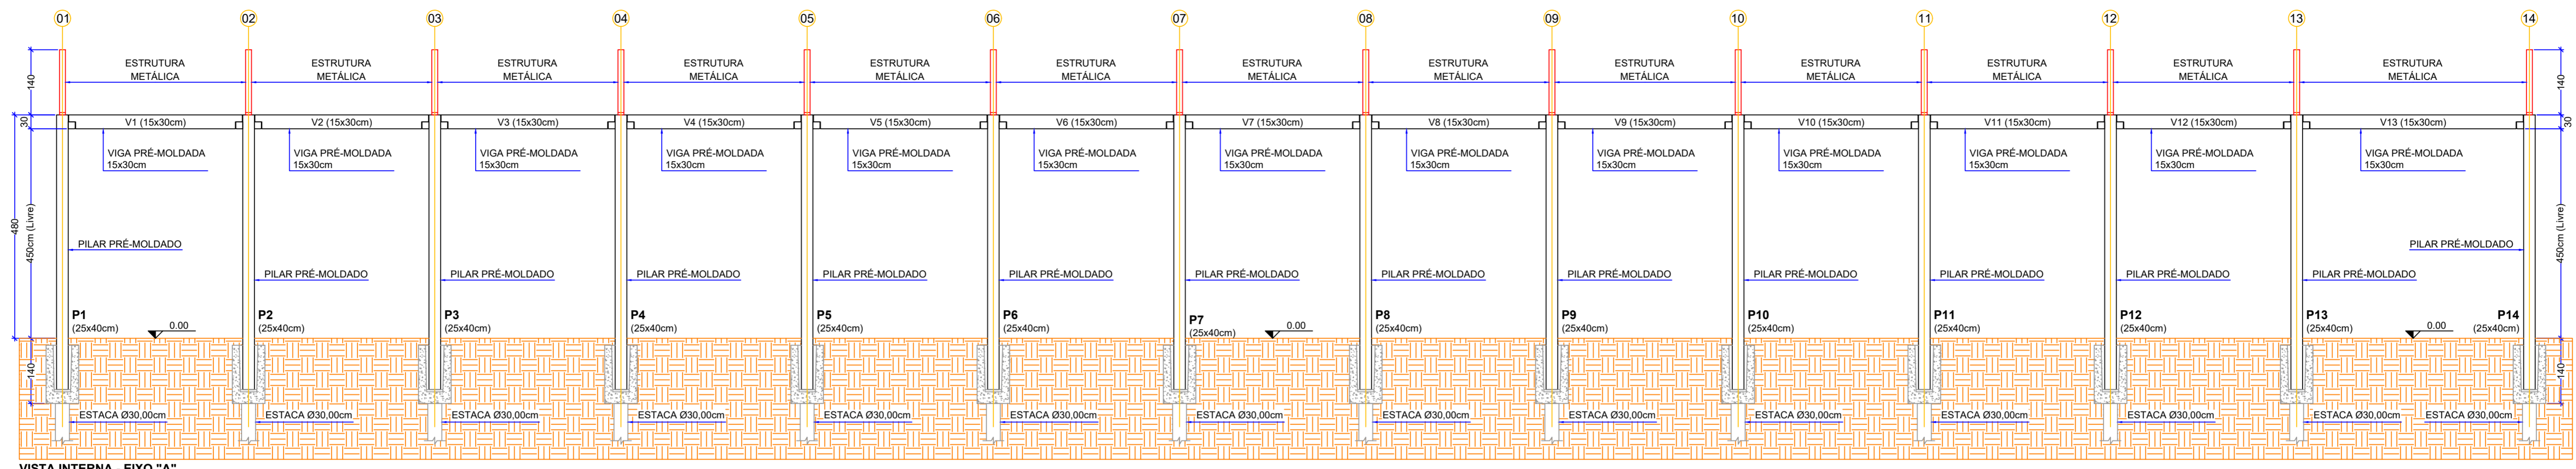 01 02 03 04 05 06 07 08 09 10 11 12 13 14
ESTRUTURA ESTRUTURA ESTRUTURA ESTRUTURA ESTRUTURA ESTRUTURA ESTRUTURA ESTRUTURA ESTRUTURA ESTRUTURA ESTRUTURA ESTRUTURA ESTRUTURA
METÁLICA METÁLICA METÁLICA METÁLICA METÁLICA METÁLICA METÁLICA METÁLICA METÁLICA METÁLICA METÁLICA METÁLICA METÁLICA
140 140
30 V1 (15x30cm) V2 (15x30cm) V3 (15x30cm) V4 (15x30cm) V5 (15x30cm) V6 (15x30cm) V7 (15x30cm) V8 (15x30cm) V9 (15x30cm) V10 (15x30cm) V11 (15x30cm) V12 (15x30cm) V13 (15x30cm) 30
VIGA PRÉ-MOLDADA VIGA PRÉ-MOLDADA VIGA PRÉ-MOLDADA VIGA PRÉ-MOLDADA VIGA PRÉ-MOLDADA VIGA PRÉ-MOLDADA VIGA PRÉ-MOLDADA VIGA PRÉ-MOLDADA VIGA PRÉ-MOLDADA VIGA PRÉ-MOLDADA VIGA PRÉ-MOLDADA VIGA PRÉ-MOLDADA VIGA PRÉ-MOLDADA
15x30cm 15x30cm 15x30cm 15x30cm 15x30cm 15x30cm 15x30cm 15x30cm 15x30cm 15x30cm 15x30cm 15x30cm 15x30cm
480 450cm (Livre) 450cm (Livre)
PILAR PRÉ-MOLDADO PILAR PRÉ-MOLDADO
PILAR PRÉ-MOLDADO PILAR PRÉ-MOLDADO PILAR PRÉ-MOLDADO PILAR PRÉ-MOLDADO PILAR PRÉ-MOLDADO PILAR PRÉ-MOLDADO PILAR PRÉ-MOLDADO PILAR PRÉ-MOLDADO PILAR PRÉ-MOLDADO PILAR PRÉ-MOLDADO PILAR PRÉ-MOLDADO PILAR PRÉ-MOLDADO
P1 P2 P3 P4 P5 P6 P7 P8 P9 P10 P11 P12 P13 P14
(25x40cm) 0.00 (25x40cm) (25x40cm) (25x40cm) (25x40cm) (25x40cm) (25x40cm) 0.00 (25x40cm) (25x40cm) (25x40cm) (25x40cm) (25x40cm) (25x40cm) 0.00 (25x40cm)
140 140
ESTACA Ø30,00cm ESTACA Ø30,00cm ESTACA Ø30,00cm ESTACA Ø30,00cm ESTACA Ø30,00cm ESTACA Ø30,00cm ESTACA Ø30,00cm ESTACA Ø30,00cm ESTACA Ø30,00cm ESTACA Ø30,00cm ESTACA Ø30,00cm ESTACA Ø30,00cm ESTACA Ø30,00cm ESTACA Ø30,00cm
VISTA INTERNA - EIXO "A"